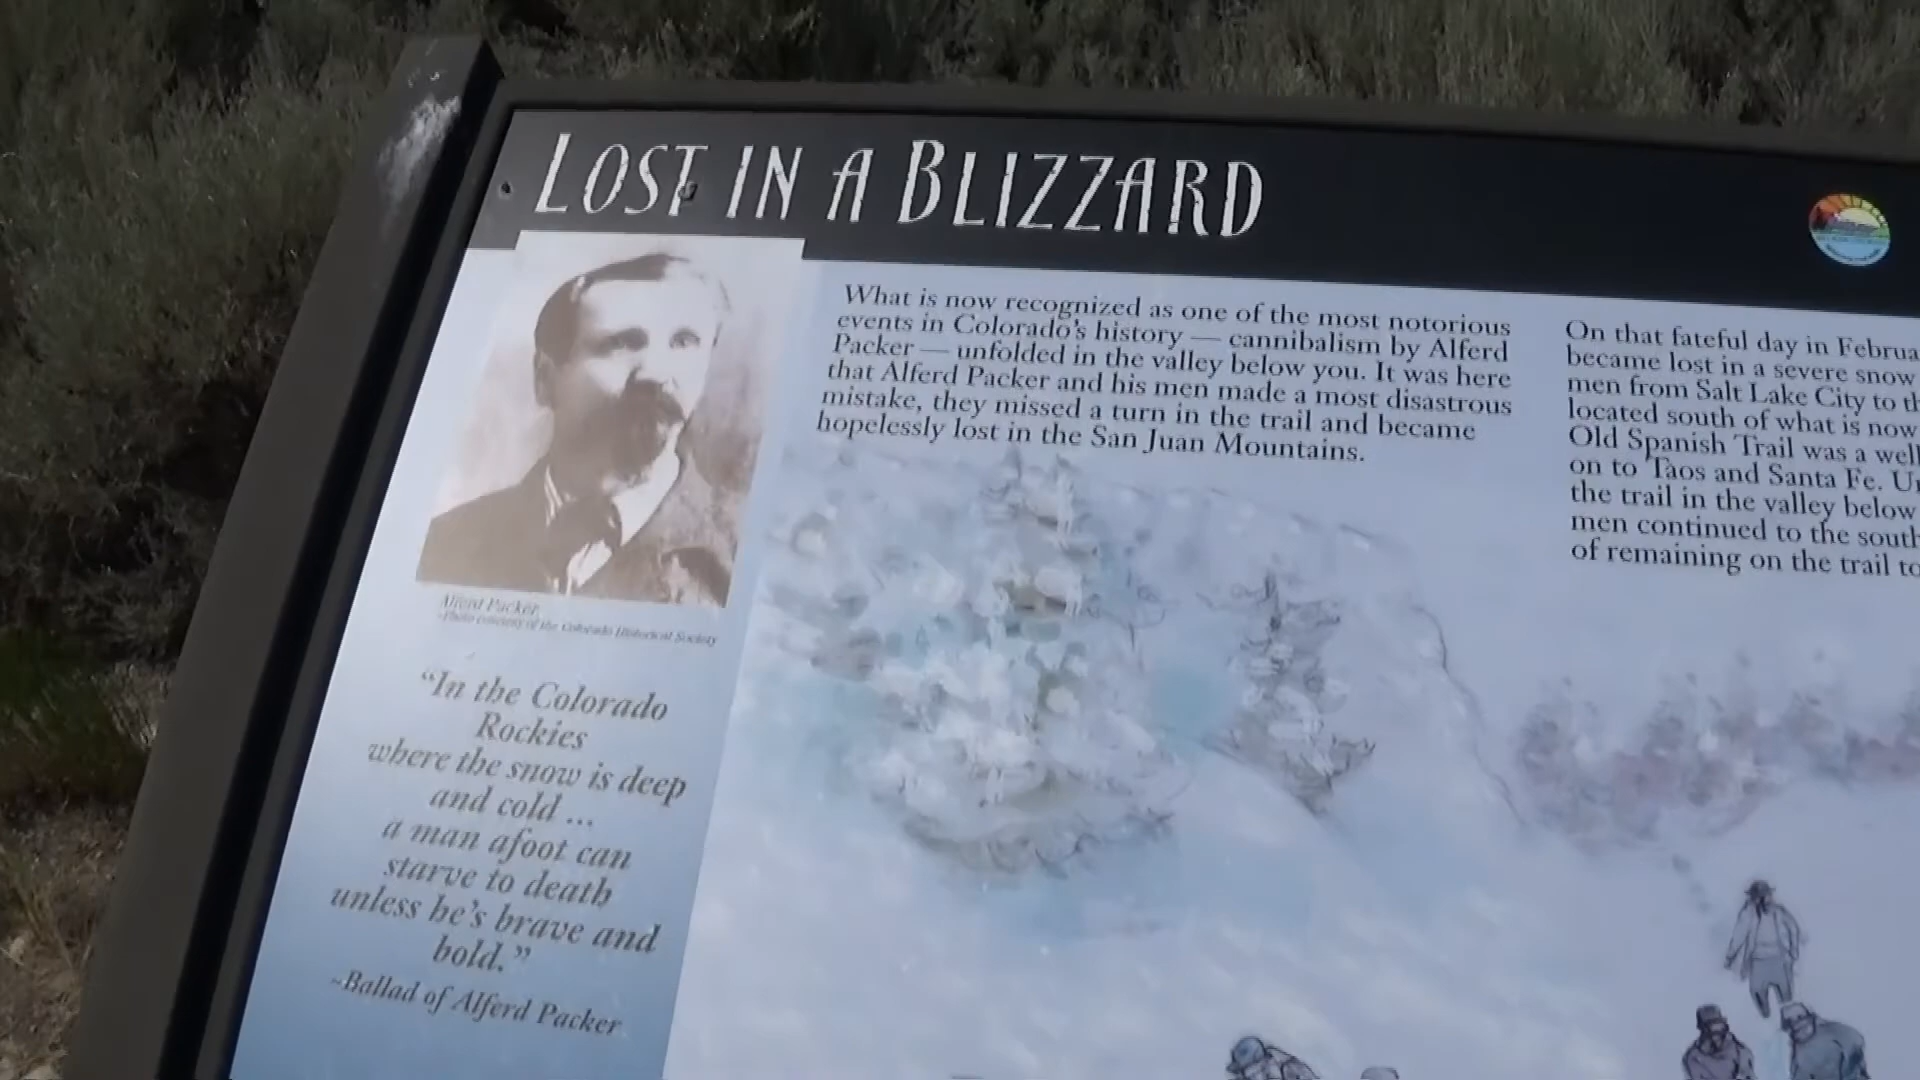 LOST IN A BLIZZARD
What is now recognized as one of the most notorious
events in Colorado's history — cannibalism by Alferd
Packer — unfolded in the valley below you. It was here
that Alferd Packer and his men made a most disastrous
mistake, they missed a turn in the trail and became
hopelessly lost in the San Juan Mountains.
On that fateful day in Februa
became lost in a severe snow
men from Salt Lake City to th
located south of what is now
Old Spanish Trail was a well
on to Taos and Santa Fe. Un
the trail in the valley below
men continued to the south
of remaining on the trail to
Alferd Packer
~Photo courtesy of the Colorado Historical Society
“In the Colorado
Rockies
where the snow is deep
and cold ...
a man afoot can
starve to death
unless he's brave and
bold.”
~Ballad of Alferd Packer